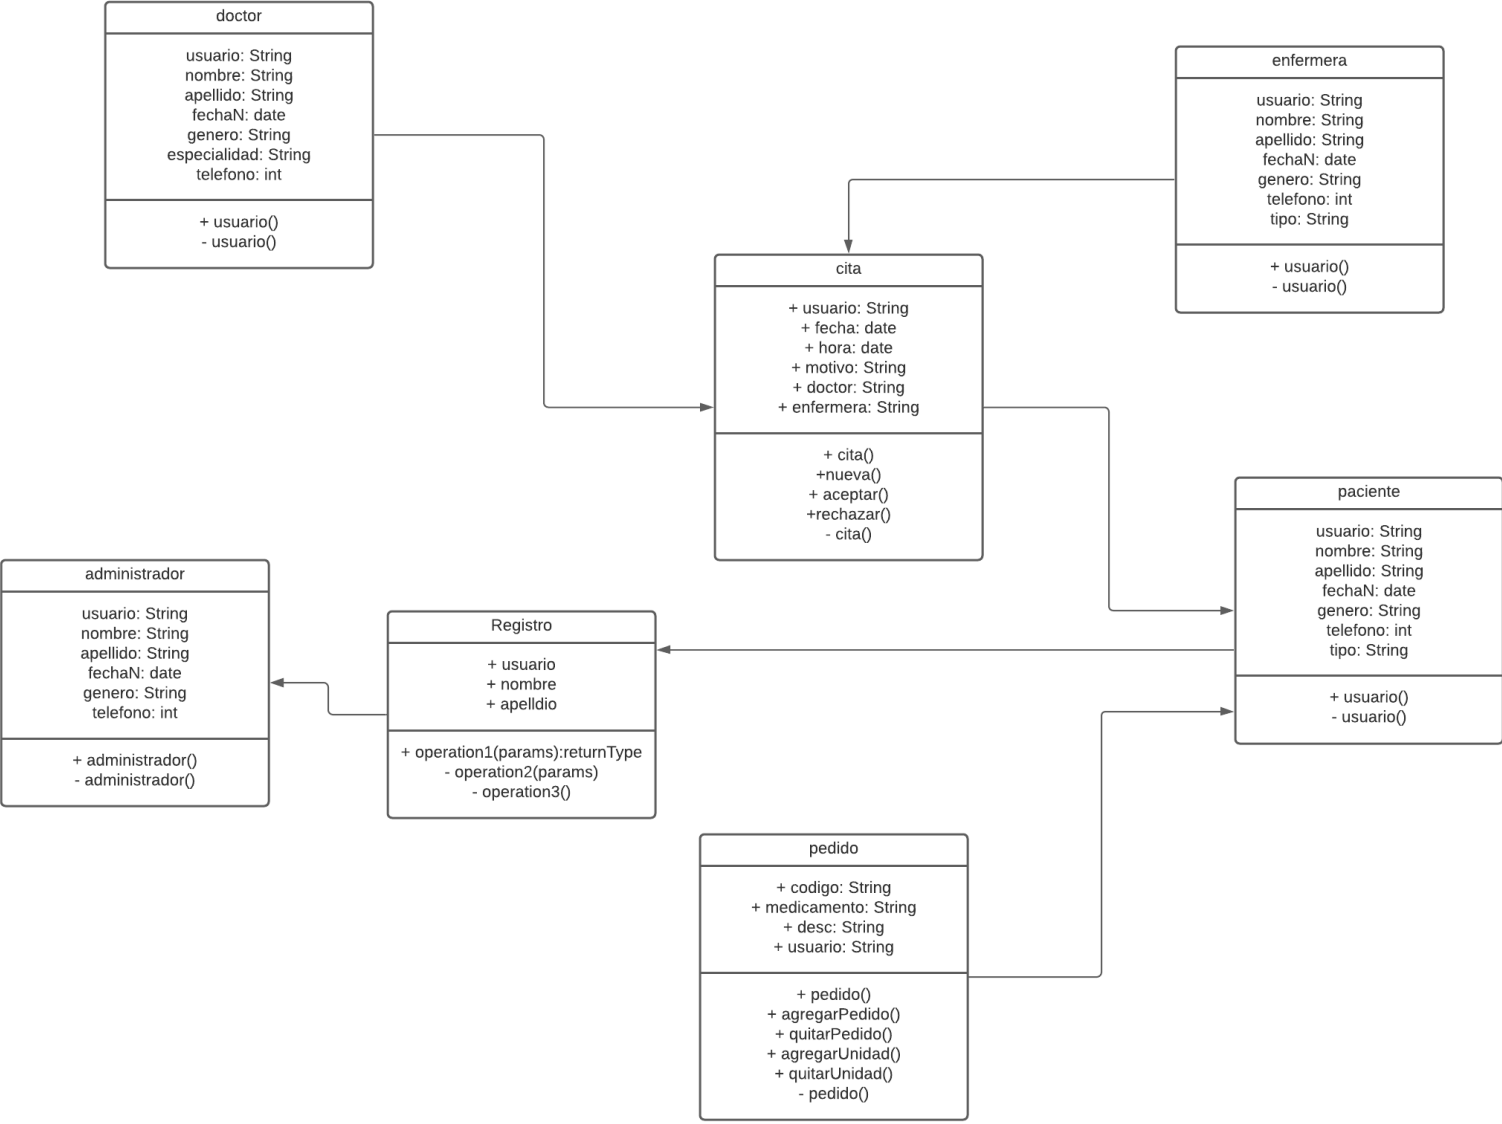 doctor
usuario: String
nombre: String
apellido: String
fechaN: date
genero: String
especialidad: String
telefono: int
+ usuario()
- usuario()
enfermera
usuario: String
nombre: String
apellido: String
fechaN: date
genero: String
telefono: int
tipo: String
+ usuario()
- usuario()
cita
+ usuario: String
+ fecha: date
+ hora: date
+ motivo: String
+ doctor: String
+ enfermera: String
+ cita()
+nueva()
+ aceptar()
+rechazar()
- cita()
paciente
usuario: String
nombre: String
apellido: String
fechaN: date
genero: String
telefono: int
tipo: String
+ usuario()
- usuario()
administrador
usuario: String
nombre: String
apellido: String
fechaN: date
genero: String
telefono: int
+ administrador()
- administrador()
Registro
+ usuario
+ nombre
+ apelldio
+ operation1(params):returnType
- operation2(params)
- operation3()
pedido
+ codigo: String
+ medicamento: String
+ desc: String
+ usuario: String
+ pedido()
+ agregarPedido()
+ quitarPedido()
+ agregarUnidad()
+ quitarUnidad()
- pedido()